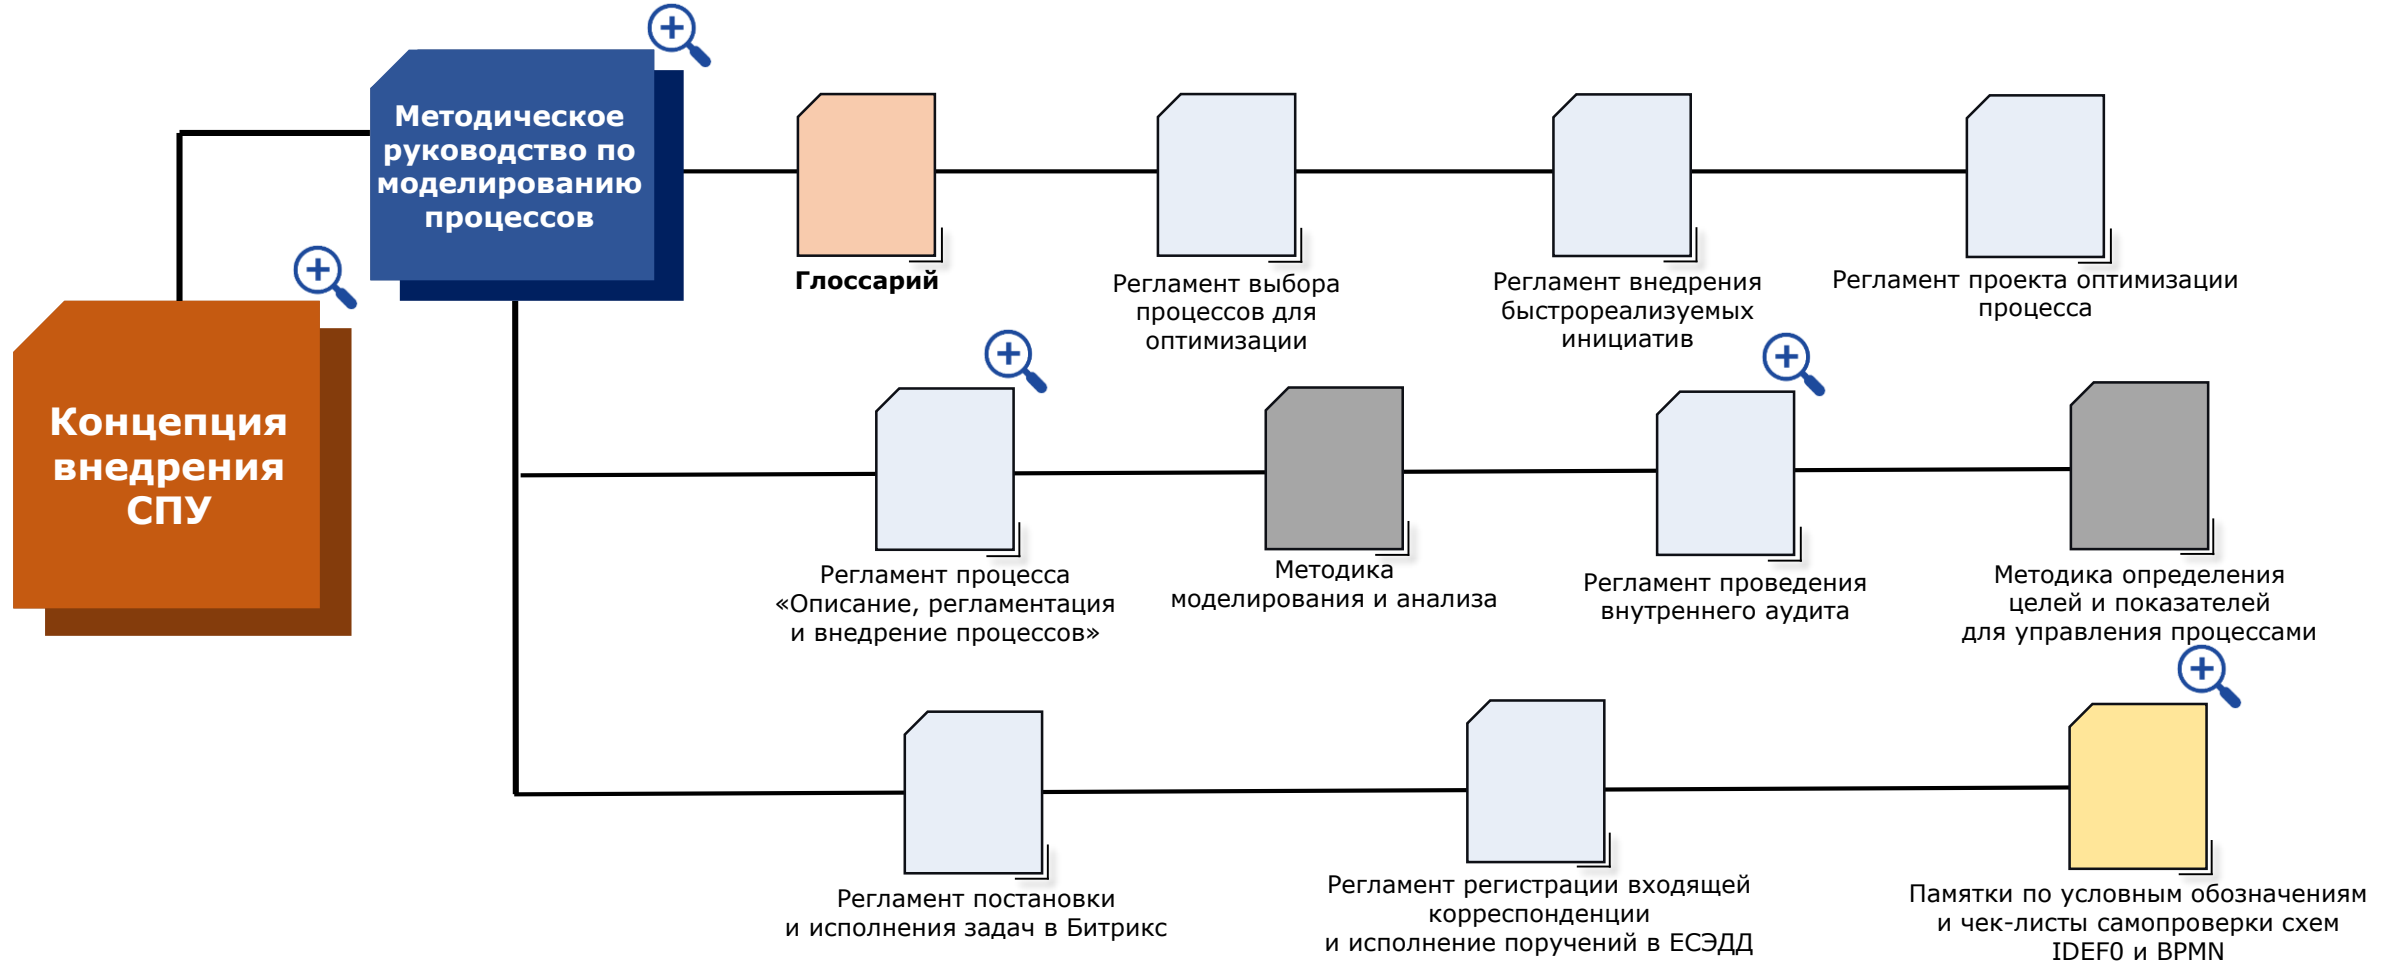 Методическое
руководство по
моделированию
процессов
Концепция
внедрения
СПУ
Глоссарий
Регламент выбора
процессов для
оптимизации
Регламент внедрения
быстрореализуемых
инициатив
Регламент проекта оптимизации
процесса
Регламент процесса
«Описание, регламентация
и внедрение процессов»
Методика
моделирования и анализа
Регламент проведения
внутреннего аудита
Методика определения
целей и показателей
для управления процессами
Регламент постановки
и исполнения задач в Битрикс
Регламент регистрации входящей
корреспонденции
и исполнение поручений в ЕСЭДД
Памятки по условным обозначениям
и чек-листы самопроверки схем
IDEF0 и BPMN